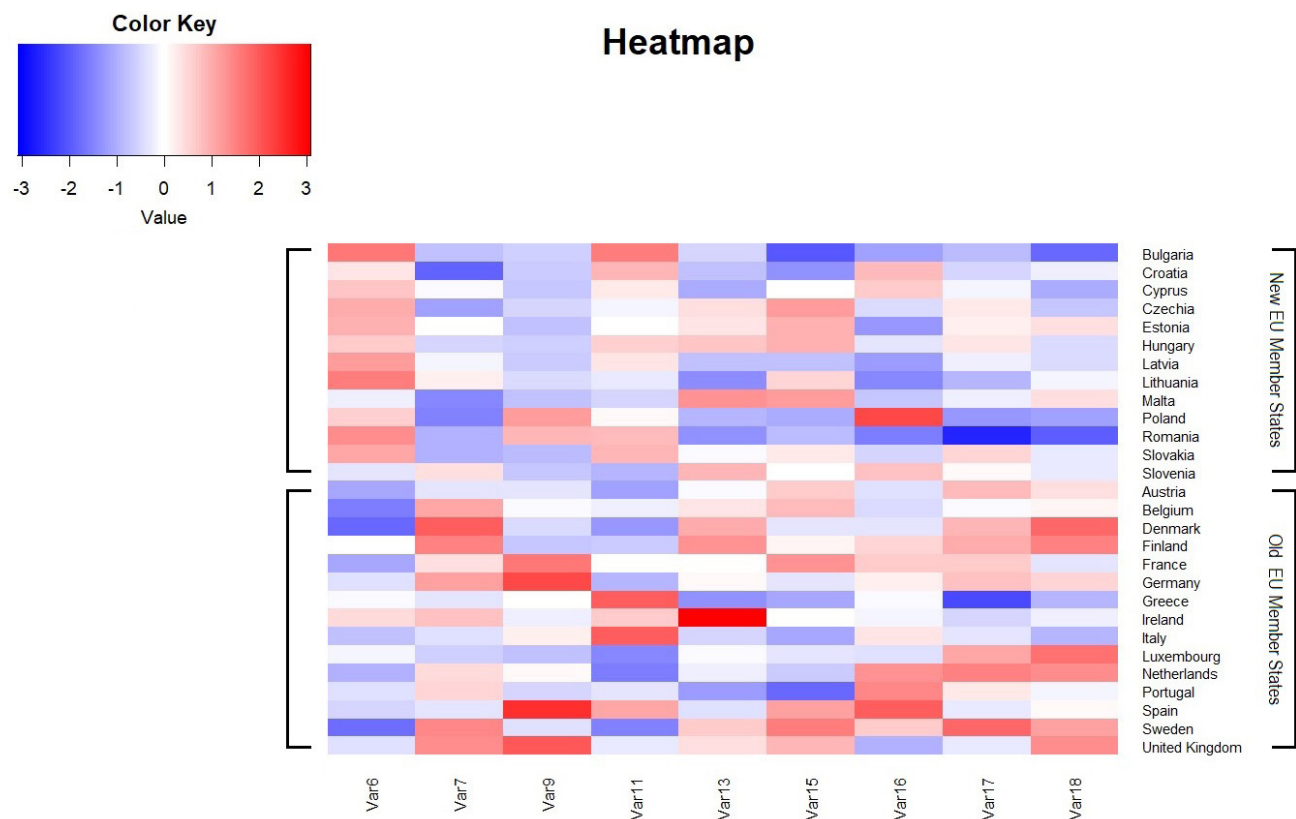 Color Key
Heatmap
-3 -2 -1 0 1 2 3
Value
Bulgaria
Croatia
Cyprus
Czechia
Estonia
Hungary
Latvia
Lithuania
Malta
Poland
Romania
Slovakia
Slovenia
Austria
Belgium
Denmark
Finland
France
Germany
Greece
Ireland
Italy
Luxembourg
Netherlands
Portugal
Spain
Sweden
United Kingdom
New EU Member States
Old EU Member States
Var6 Var7 Var9 Var11 Var13 Var15 Var16 Var17 Var18